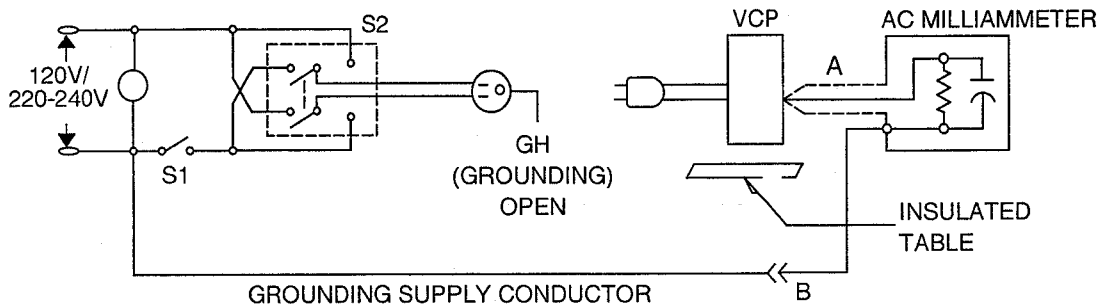 120V/
220-240V
S1
S2
GH
(GROUNDING)
OPEN
VCP
A
AC MILLIAMMETER
INSULATED
TABLE
B
GROUNDING SUPPLY CONDUCTOR